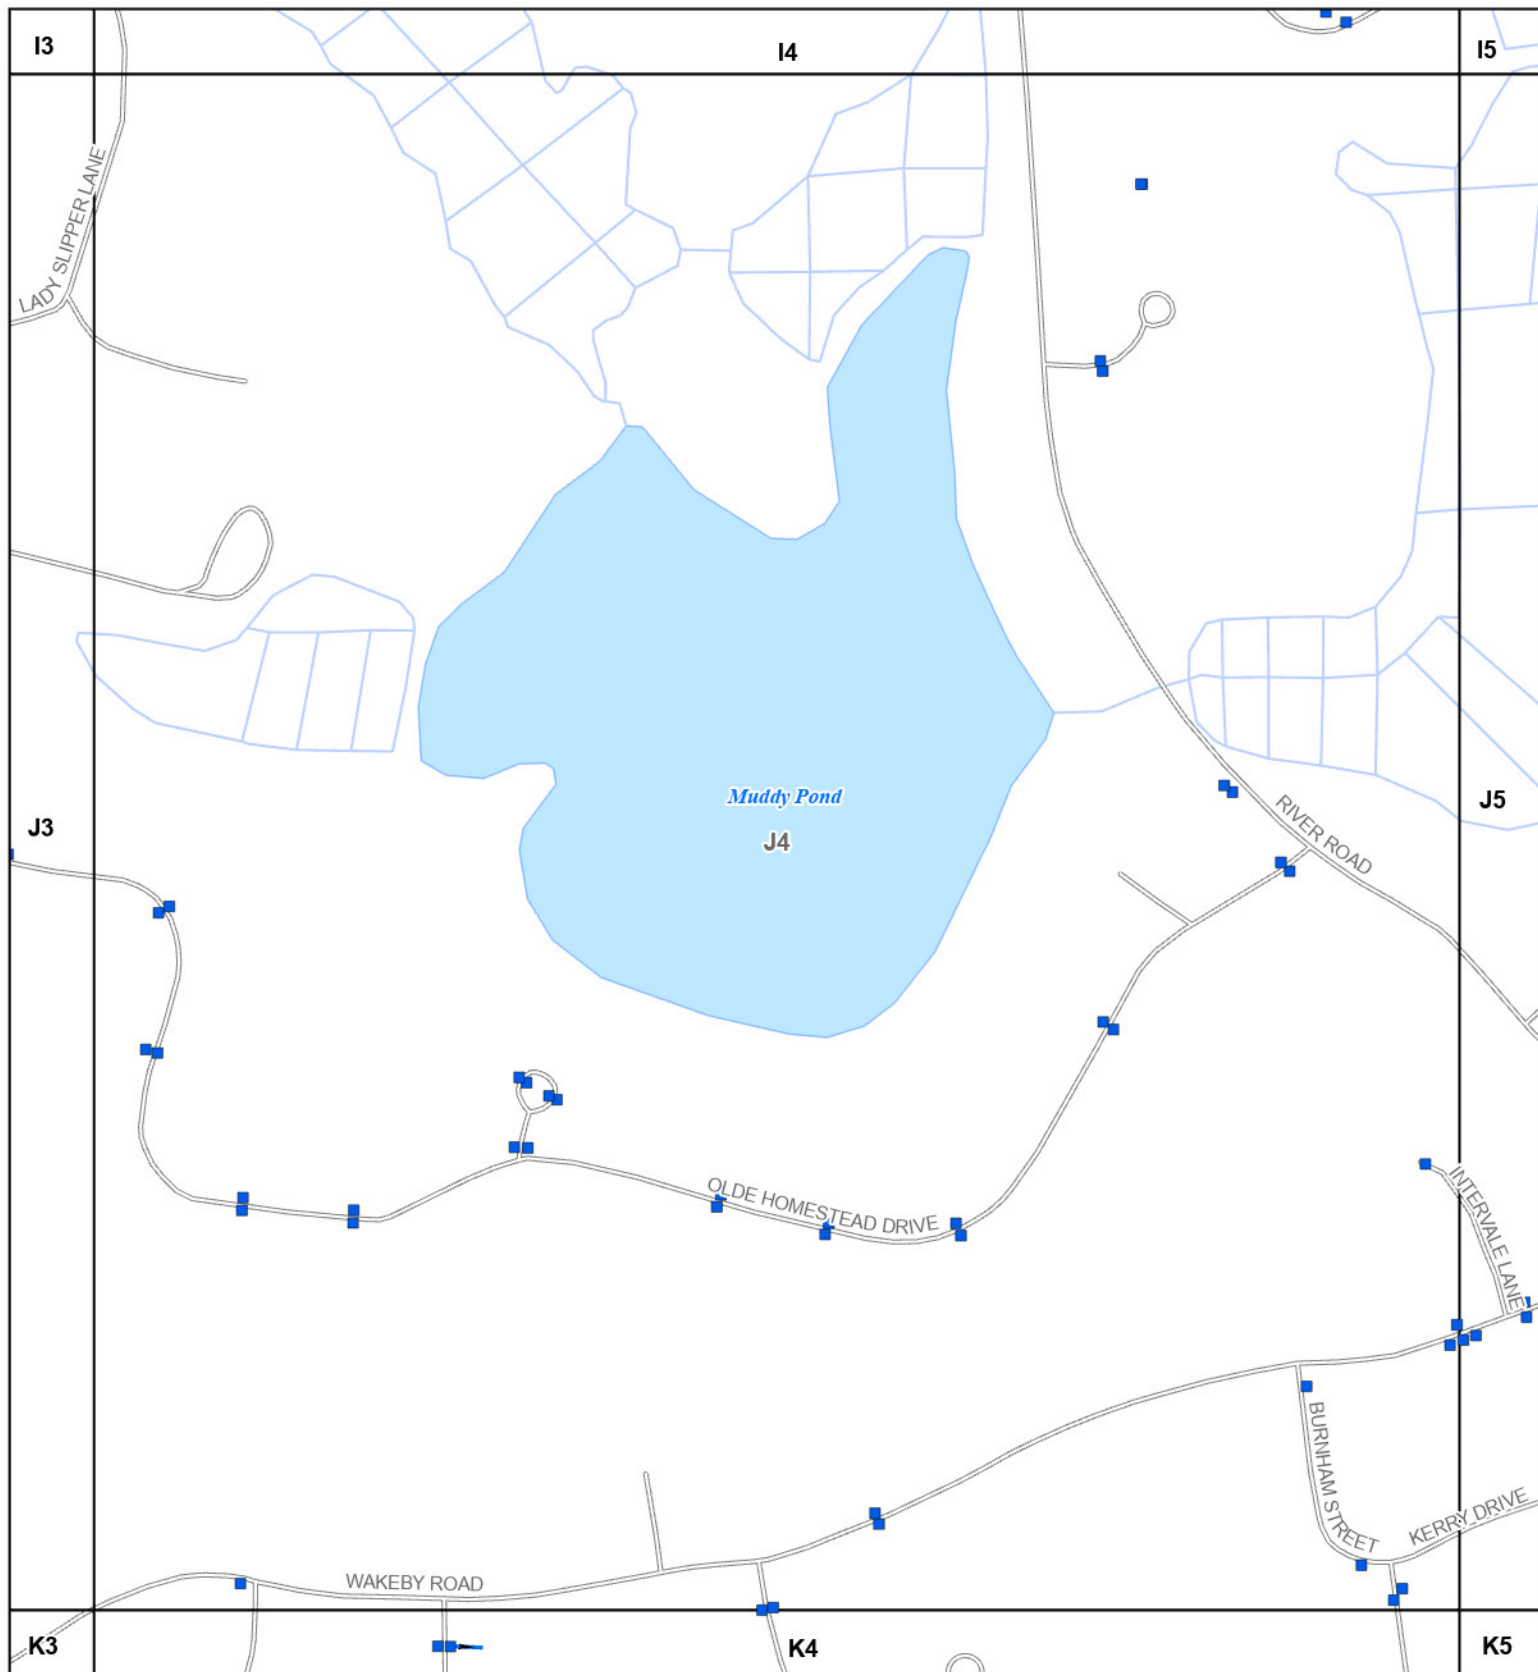 I3
I4
I5
LADY SLIPPER LANE
Muddy Pond
J3
J4
J5
RIVER ROAD
OLDE HOMESTEAD DRIVE
INTERVALE LANE
BURNHAM STREET
KERRY DRIVE
WAKEBY ROAD
K3
K4
K5